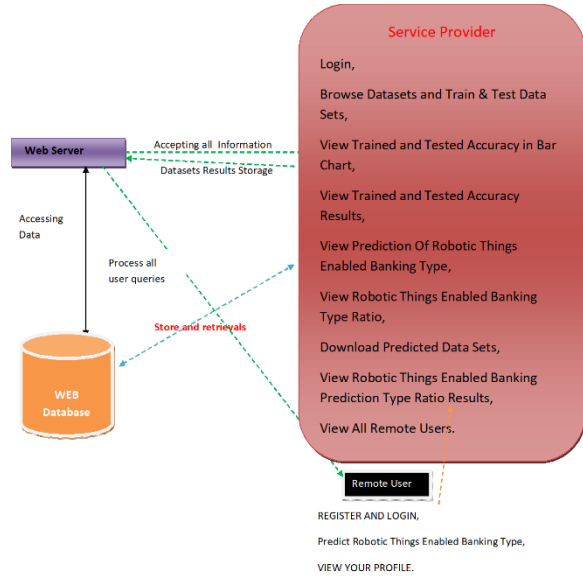 Service Provider
Login,
Browse Datasets and Train & Test Data
Sets,
View Trained and Tested Accuracy in Bar
Chart,
View Trained and Tested Accuracy
Results,
View Prediction Of Robotic Things
Enabled Banking Type,
View Robotic Things Enabled Banking
Type Ratio,
Download Predicted Data Sets,
View Robotic Things Enabled Banking
Prediction Type Ratio Results,
View All Remote Users.
Web Server
Accepting all Information
Datasets Results Storage
Accessing
Data
Process all
user queries
Store and retrievals
WEB
Database
Remote User
REGISTER AND LOGIN,
Predict Robotic Things Enabled Banking Type,
VIEW YOUR PROFILE.